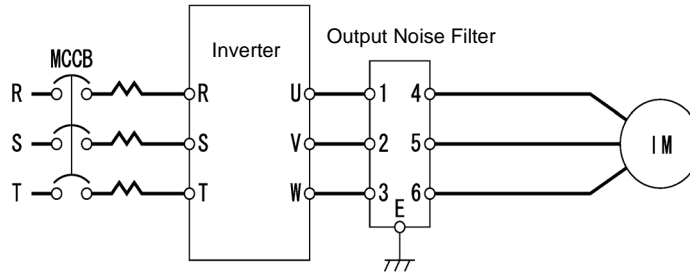 Output Noise Filter
Inverter
MCCB
R R U 1 4
S S V 2 5 IM
T T W 3 6
E